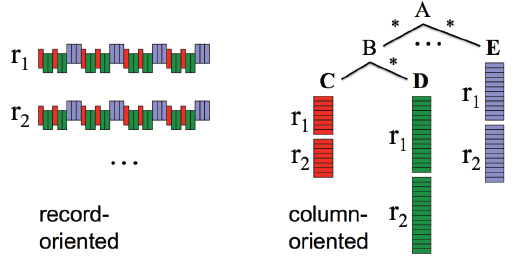 r1
r2
...
record-
oriented
A
* *
B ... E
*
C D
r1
r2
r1
r2
r1
r2
column-
oriented